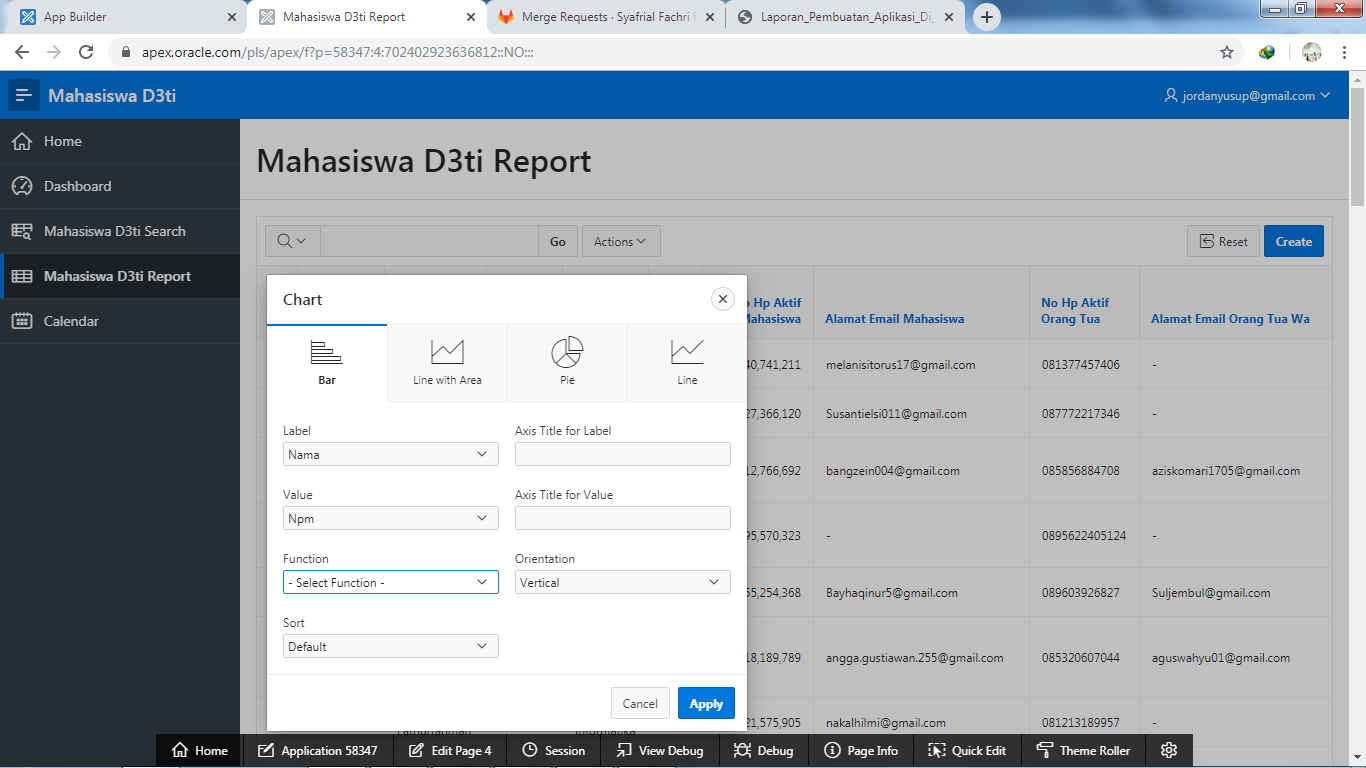 App Builder
Mahasiswa D3ti Report
Merge Requests · Syafrial Fachri
Laporan_Pembuatan_Aplikasi_Di
apex.oracle.com/pls/apex/f?p=58347:4:702402923636812::NO:::
Mahasiswa D3ti
jordanyusup@gmail.com
Home
Dashboard
Mahasiswa D3ti Search
Mahasiswa D3ti Report
Calendar
Mahasiswa D3ti Report
Go
Actions
Reset
Create
Hp Aktif
Mahasiswa
Alamat Email Mahasiswa
No Hp Aktif
Orang Tua
Alamat Email Orang Tua Wa
40,741,211 melanisitorus17@gmail.com 081377457406 -
27,366,120 Susantielsi011@gmail.com 087772217346 -
12,766,692 bangzein004@gmail.com 085856884708 aziskomari1705@gmail.com
95,570,323 - 0895622405124 -
55,254,368 Bayhaqinur5@gmail.com 089603926827 Suljembul@gmail.com
18,189,789 angga.gustiawan.255@gmail.com 085320607044 aguswahyu01@gmail.com
21,575,905 nakalhilmi@gmail.com 081213189957 -
Chart
Bar
Line with Area
Pie
Line
Label
Nama
Axis Title for Label
Value
Npm
Axis Title for Value
Function
- Select Function -
Orientation
Vertical
Sort
Default
Cancel
Apply
Home
Application 58347
Edit Page 4
Session
View Debug
Debug
Page Info
Quick Edit
Theme Roller